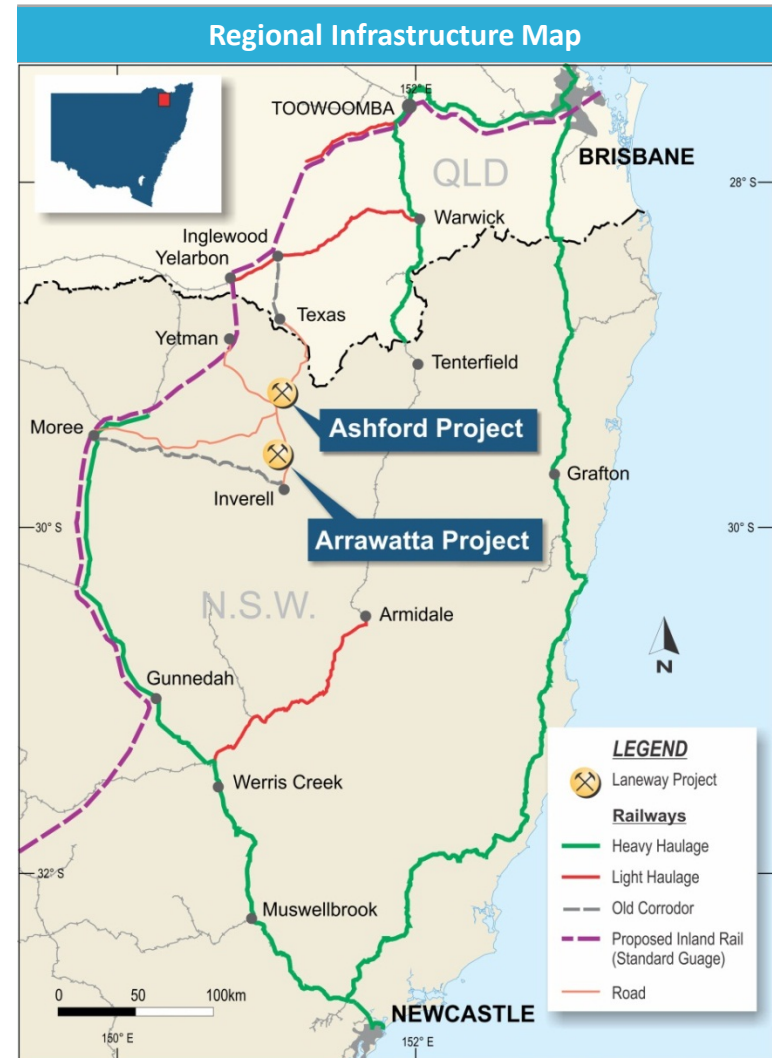 Regional Infrastructure Map
152° E
TOOWOOMBA
BRISBANE
QLD
28° S
Warwick
Inglewood
Yelarbon
Texas
Yetman
Tenterfield
Ashford Project
Moree
Grafton
Inverell
30° S
30° S
Arrawatta Project
N.S.W.
Armidale
N
Gunnedah
LEGEND
Laneway Project
Railways
Werris Creek
Heavy Haulage
32° S
Light Haulage
Muswellbrook
Old Corrodor
Proposed Inland Rail
(Standard Guage)
0 50 100km
Road
NEWCASTLE
150° E
152° E